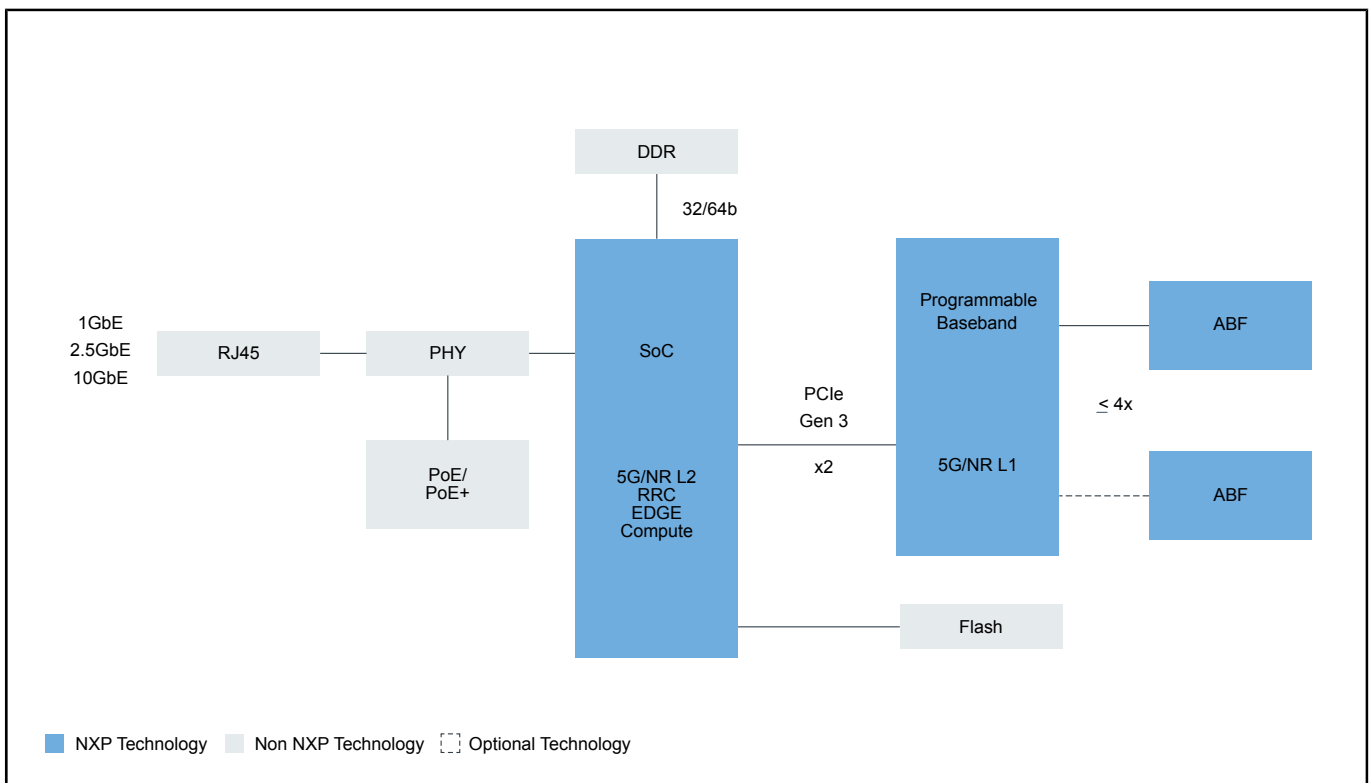 DDR
32/64b
1GbE
2.5GbE
10GbE
RJ45
PHY
PoE/
PoE+
SoC
5G/NR L2
RRC
EDGE
Compute
PCIe
Gen 3
x2
Programmable
Baseband
5G/NR L1
ABF
≤ 4x
ABF
Flash
NXP Technology
Non NXP Technology
Optional Technology